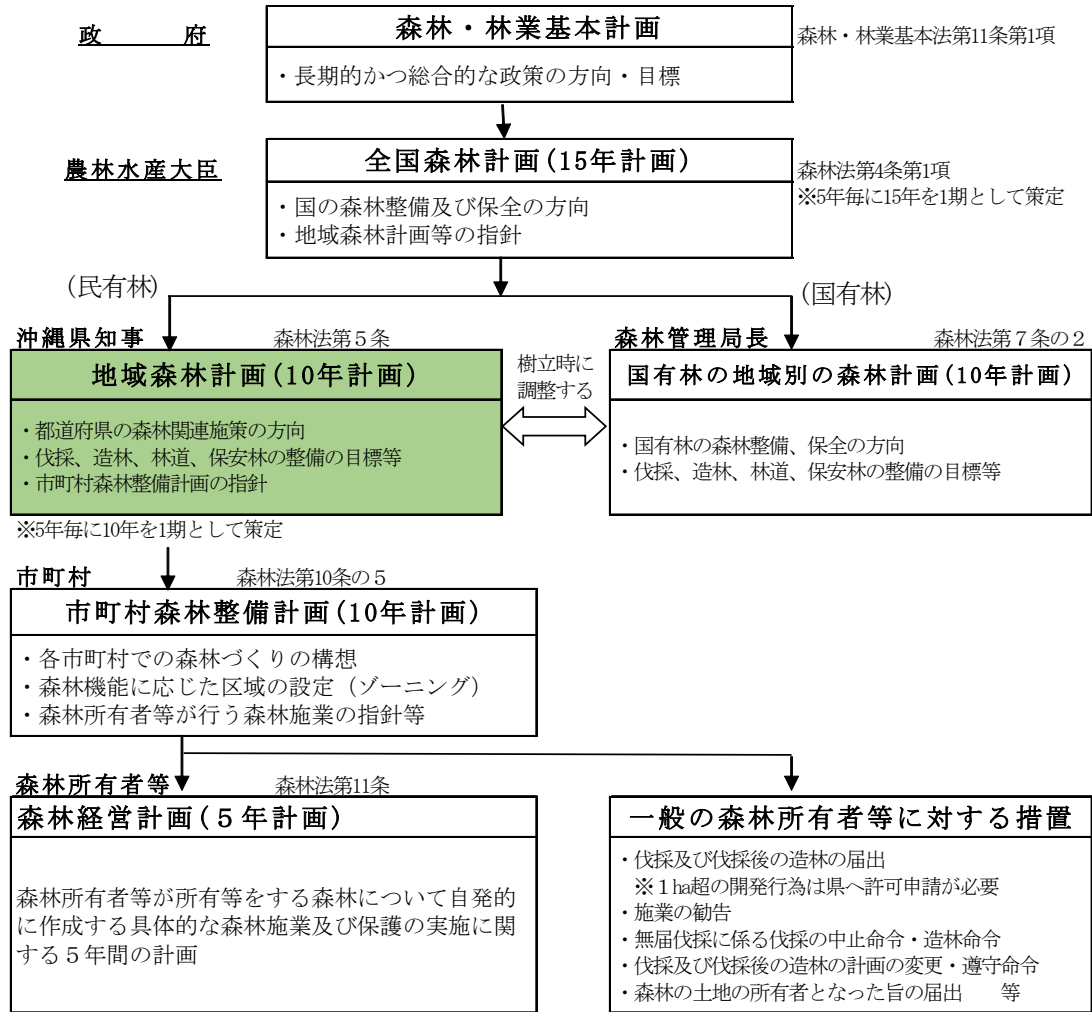 政　　　府
森林・林業基本計画
森林・林業基本法第11条第1項
・長期的かつ総合的な政策の方向・目標
農林水産大臣
全国森林計画(15年計画)
森林法第4条第1項
※5年毎に15年を1期として策定
・国の森林整備及び保全の方向
・地域森林計画等の指針
(民有林)
(国有林)
沖縄県知事
森林法第５条
地域森林計画(10年計画)
・都道府県の森林関連施策の方向
・伐採、造林、林道、保安林の整備の目標等
・市町村森林整備計画の指針
※5年毎に10年を1期として策定
樹立時に
調整する
森林管理局長
森林法第７条の２
国有林の地域別の森林計画(10年計画)
・国有林の森林整備、保全の方向
・伐採、造林、林道、保安林の整備の目標等
市町村
森林法第10条の５
市町村森林整備計画(10年計画)
・各市町村での森林づくりの構想
・森林機能に応じた区域の設定（ゾーニング）
・森林所有者等が行う森林施業の指針等
森林所有者等
森林法第11条
森林経営計画(５年計画)
森林所有者等が所有等をする森林について自発的
に作成する具体的な森林施業及び保護の実施に関
する５年間の計画
一般の森林所有者等に対する措置
・伐採及び伐採後の造林の届出
※１ha超の開発行為は県へ許可申請が必要
・施業の勧告
・無届伐採に係る伐採の中止命令・造林命令
・伐採及び伐採後の造林の計画の変更・遵守命令
・森林の土地の所有者となった旨の届出　　等